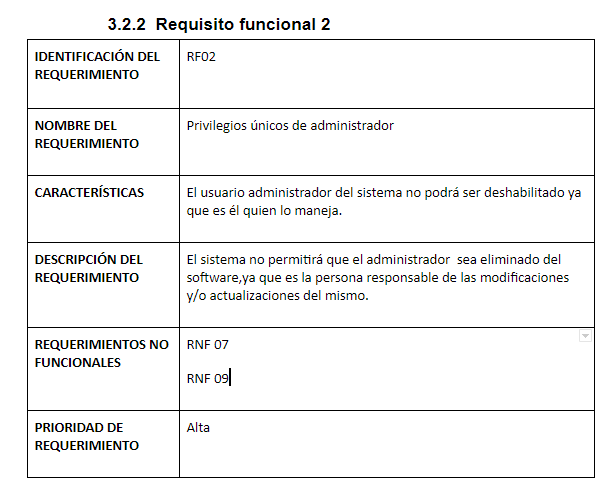 3.2.2 Requisito funcional 2
IDENTIFICACIÓN DEL
REQUERIMIENTO
RF02
NOMBRE DEL
REQUERIMIENTO
Privilegios únicos de administrador
CARACTERÍSTICAS
El usuario administrador del sistema no podrá ser deshabilitado ya
que es él quien lo maneja.
DESCRIPCIÓN DEL
REQUERIMIENTO
El sistema no permitirá que el administrador  sea eliminado del
software,ya que es la persona responsable de las modificaciones
y/o actualizaciones del mismo.
REQUERIMIENTOS NO
FUNCIONALES
RNF 07
RNF 09
PRIORIDAD DE
REQUERIMIENTO
Alta